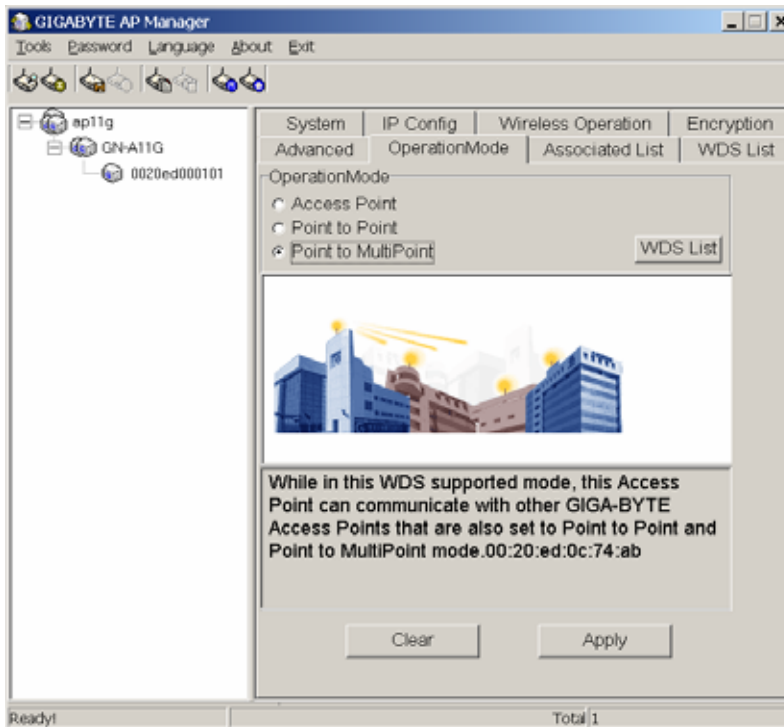 GIGABYTE AP Manager
Tools Password Language About Exit
ap11g
GN-A11G
0020ed000101
System IP Config Wireless Operation Encryption
Advanced OperationMode Associated List WDS List
OperationMode
Access Point
Point to Point
Point to MultiPoint
WDS List
While in this WDS supported mode, this Access
Point can communicate with other GIGA-BYTE
Access Points that are also set to Point to Point and
Point to MultiPoint mode.00:20:ed:0c:74:ab
Clear Apply
Ready! Total 1